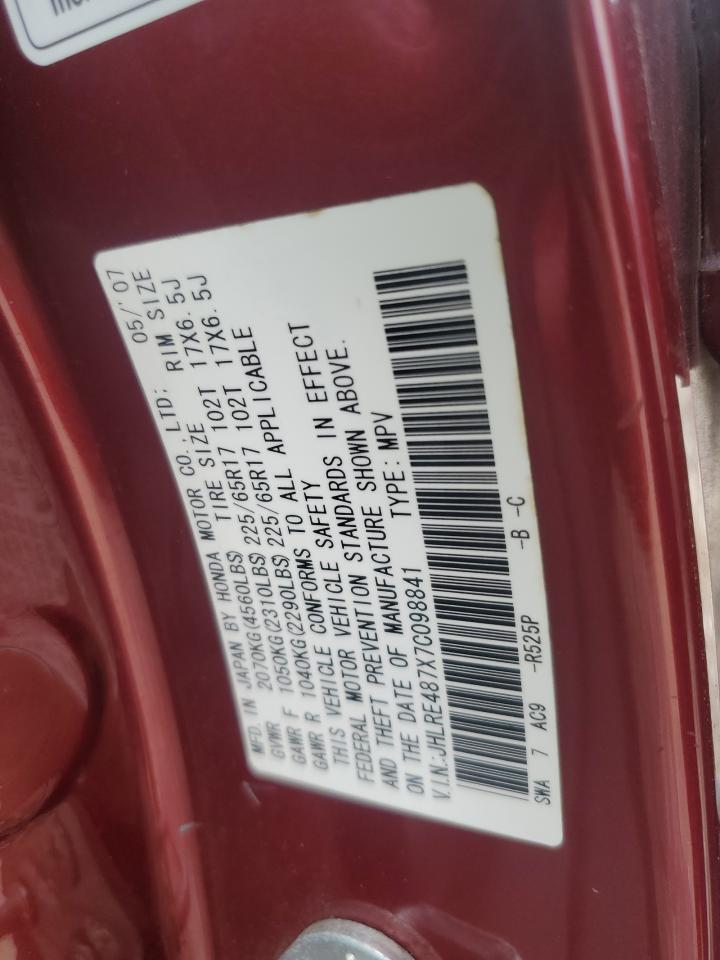 MFD. IN JAPAN BY HONDA MOTOR CO., LTD; 05/'07
GVWR 2070KG(4560LBS) TIRE SIZE RIM SIZE
GAWR F 1050KG(2310LBS) 225/65R17 102T 17X6.5J
GAWR R 1040KG(2290LBS) 225/65R17 102T 17X6.5J
THIS VEHICLE CONFORMS TO ALL APPLICABLE
FEDERAL MOTOR VEHICLE SAFETY
AND THEFT PREVENTION STANDARDS IN EFFECT
ON THE DATE OF MANUFACTURE SHOWN ABOVE.
V.I.N.:JHLRE487X7C098841 TYPE: MPV
SWA 7 AC9 -R525P -B -C